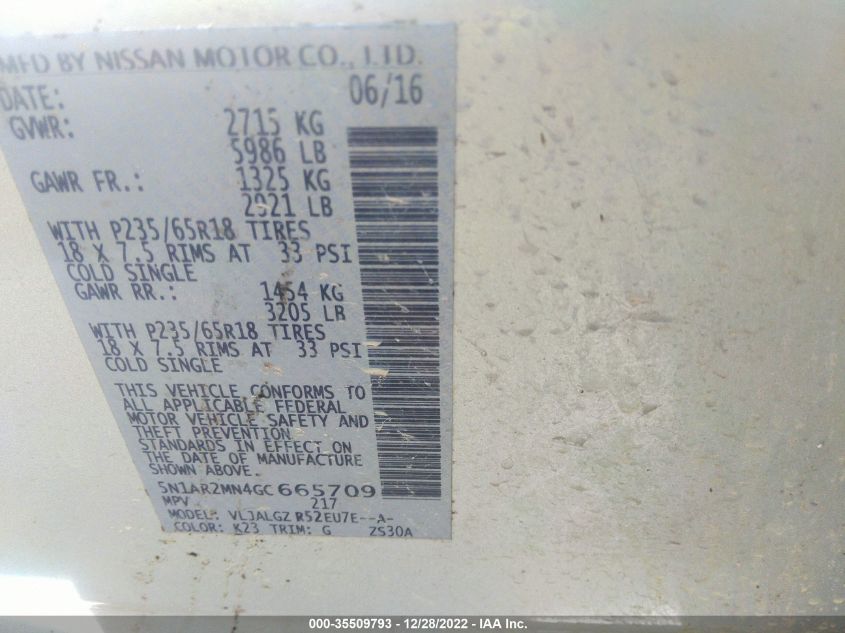 MFD BY NISSAN MOTOR CO., LTD.
DATE: 06/16
GVWR: 2715 KG
5986 LB
GAWR FR.: 1325 KG
2921 LB
WITH P235/65R18 TIRES
18 X 7.5 RIMS AT 33 PSI
COLD SINGLE
GAWR RR.: 1454 KG
3205 LB
WITH P235/65R18 TIRES
18 X 7.5 RIMS AT 33 PSI
COLD SINGLE
THIS VEHICLE CONFORMS TO
ALL APPLICABLE FEDERAL
MOTOR VEHICLE SAFETY AND
THEFT PREVENTION
STANDARDS IN EFFECT ON
THE DATE OF MANUFACTURE
SHOWN ABOVE.
5N1AR2MN4GC665709
MPV 217
MODEL: VLJALGZ R52EU7E--A-
COLOR: K23 TRIM: G ZS30A
000-35509793 - 12/28/2022 - IAA Inc.